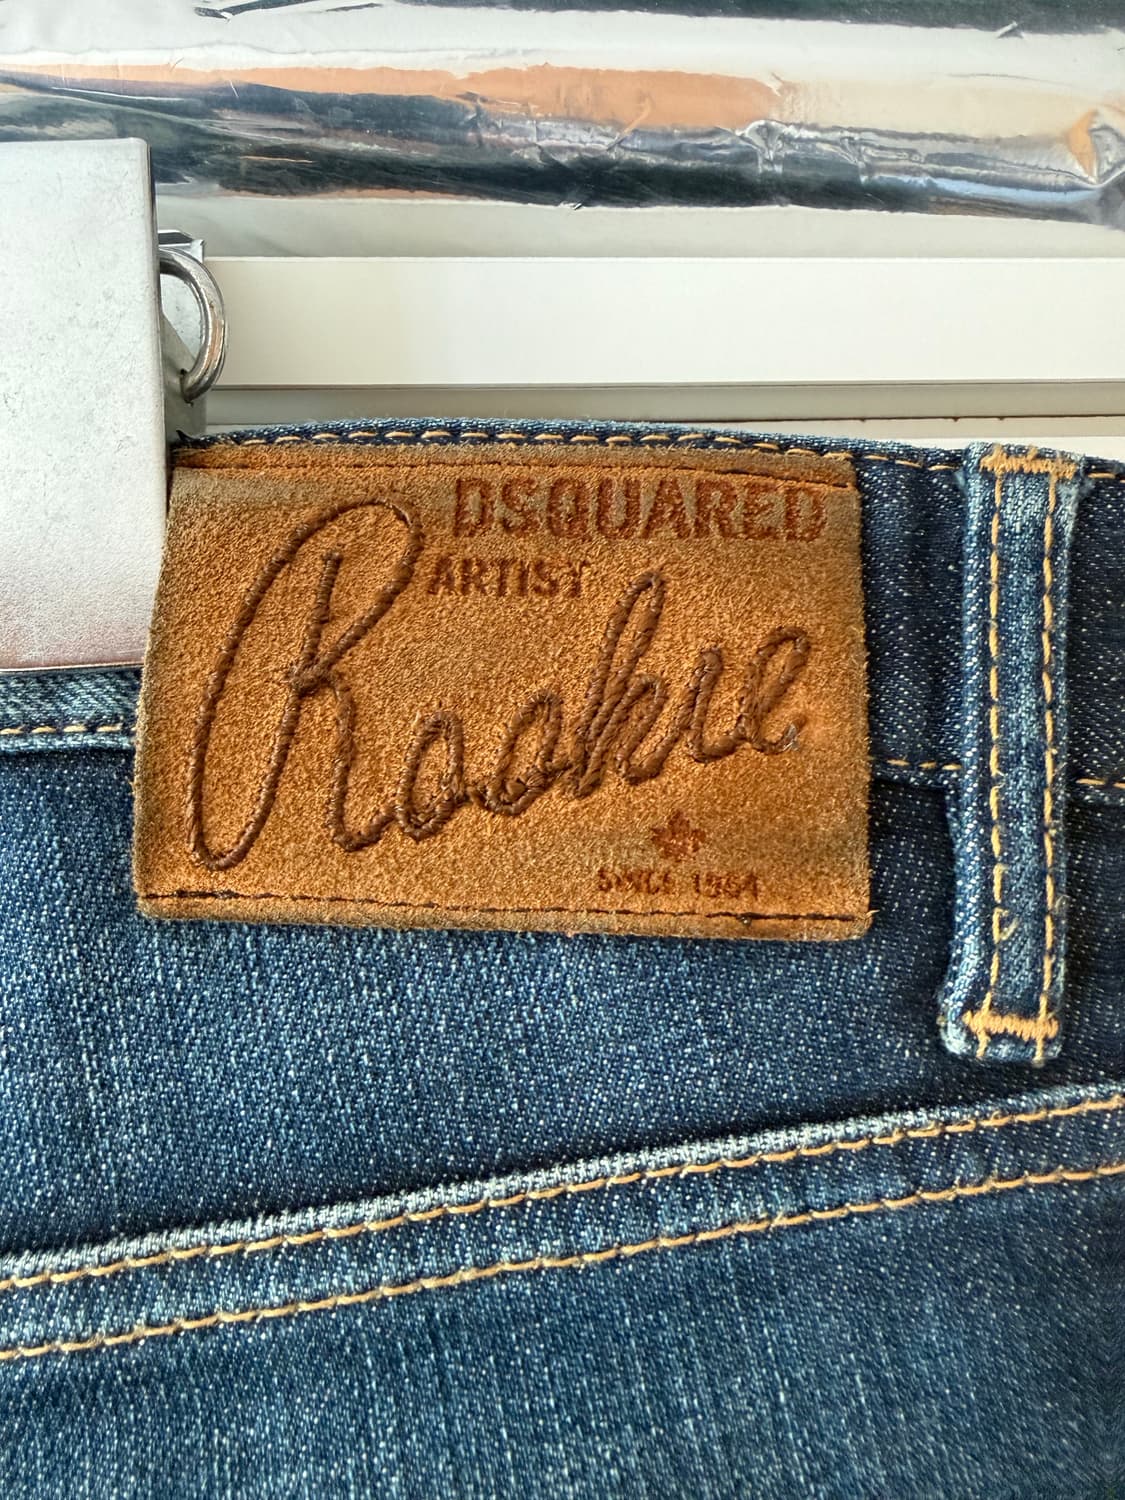 DSQUARED
ARTIST
Rookie
SINCE 1964